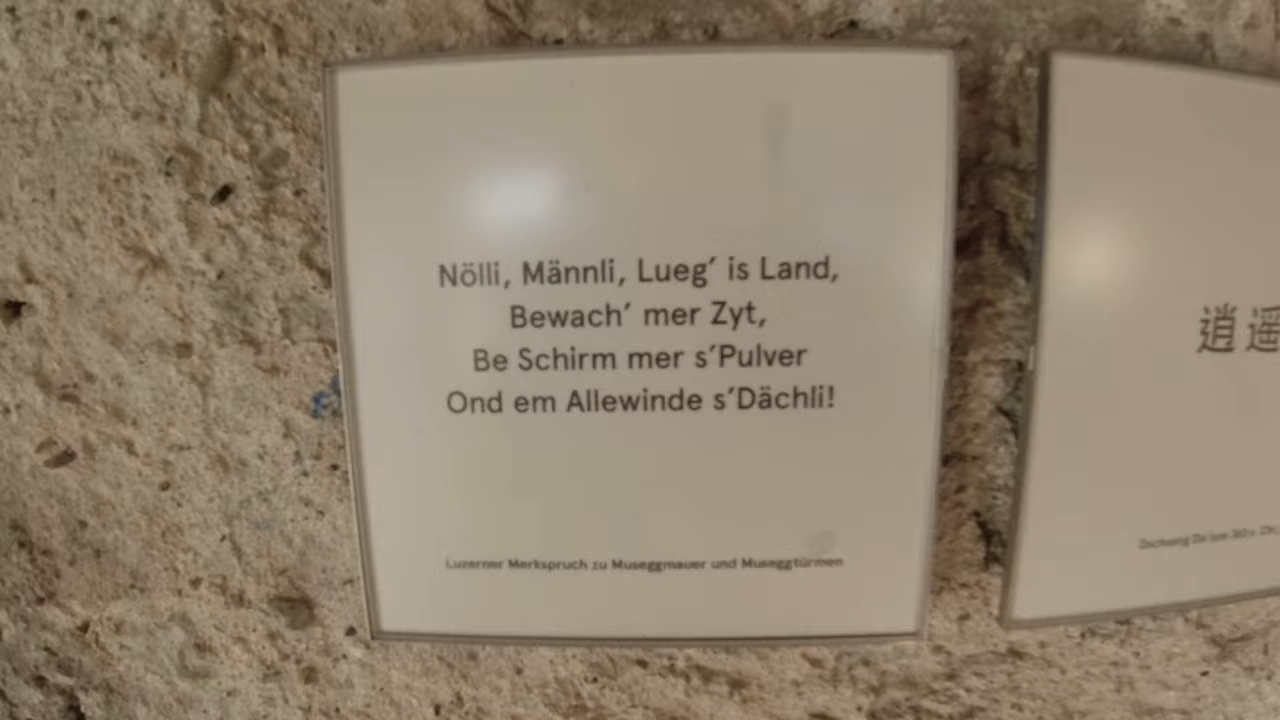 Nölli, Männli, Lueg’ is Land,
Bewach’ mer Zyt,
Be Schirm mer s’Pulver
Ond em Allewinde s’Dächli!
Luzerner Merkspruch zu Museggmauer und Museggtürmen
逍遥